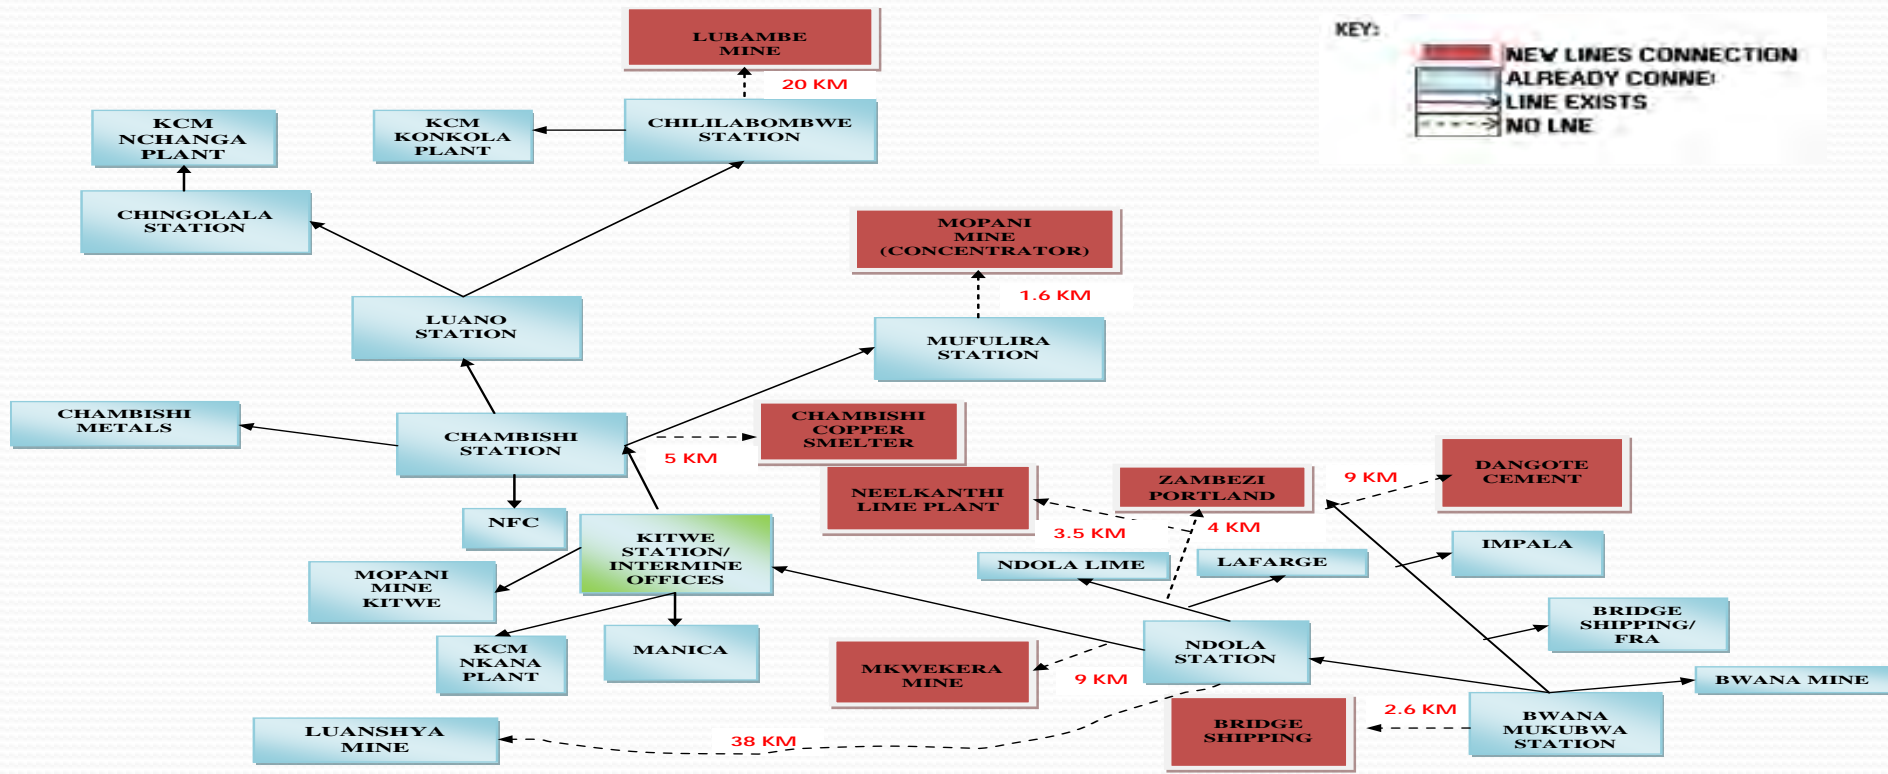 LUBAMBE
MINE
KEY:
NEW LINES CONNECTION
ALREADY CONNE
LINE EXISTS
NO LNE
20 KM
KCM
NCHANGA
PLANT
KCM
KONKOLA
PLANT
CHILILABOMBWE
STATION
CHINGOLALA
STATION
MOPANI
MINE
(CONCENTRATOR)
1.6 KM
LUANO
STATION
MUFULIRA
STATION
CHAMBISHI
METALS
CHAMBISHI
STATION
CHAMBISHI
COPPER
SMELTER
5 KM
NEELKANTHI
LIME PLANT
ZAMBEZI
PORTLAND
9 KM
DANGOTE
CEMENT
NFC
KITWE
STATION/
INTERMINE
OFFICES
3.5 KM
4 KM
NDOLA LIME
LAFARGE
IMPALA
MOPANI
MINE
KITWE
BRIDGE
SHIPPING/
FRA
KCM
NKANA
PLANT
MANICA
MKWEKERA
MINE
9 KM
NDOLA
STATION
BWANA MINE
LUANSHYA
MINE
38 KM
BRIDGE
SHIPPING
2.6 KM
BWANA
MUKUBWA
STATION